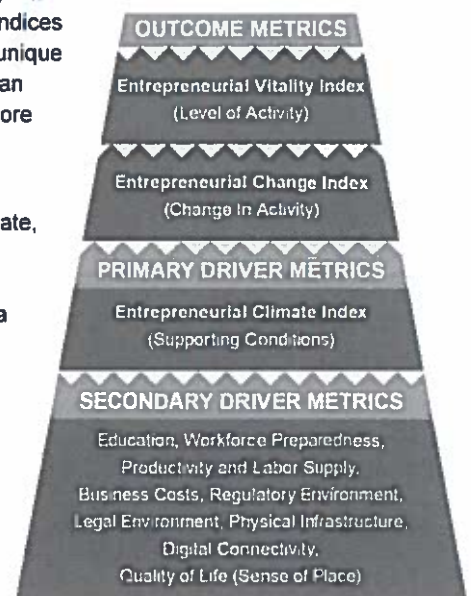 ndices
unique
an
ore
ate,
a
OUTCOME METRICS
Entrepreneurial Vitality Index
(Level of Activity)
Entrepreneurial Change Index
(Change In Activity)
PRIMARY DRIVER METRICS
Entrepreneurial Climate Index
(Supporting Conditions)
SECONDARY DRIVER METRICS
Education, Workforce Preparedness,
Productivity and Labor Supply,
Business Costs, Regulatory Environment,
Legal Environment, Physical Infrastructure,
Digital Connectivity,
Quality of Life (Sense of Place)